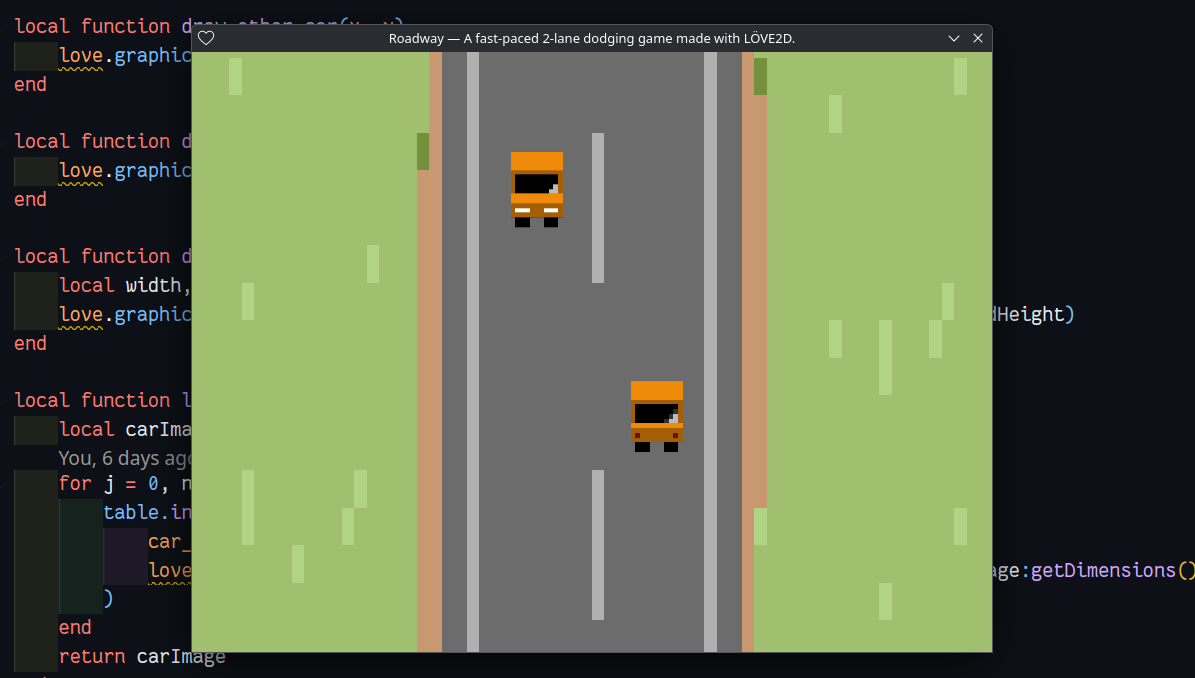 local function draw_other_car(x, y)
Roadway — A fast-paced 2-lane dodging game made with LÖVE2D.
love.graphic
end
local function d
love.graphic
end
local function d
local width,
love.graphic dHeight)
end
local function l
local carIma
You, 6 days ago
for j = 0, n
table.in
car_
love age:getDimensions()
)
end
return carImage